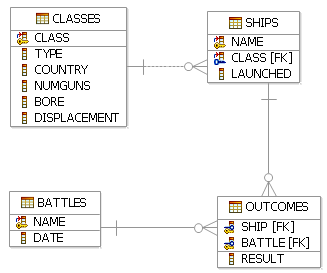 CLASSES
CLASS
TYPE
COUNTRY
NUMGUNS
BORE
DISPLACEMENT
SHIPS
NAME
CLASS [FK]
LAUNCHED
BATTLES
NAME
DATE
OUTCOMES
SHIP [FK]
BATTLE [FK]
RESULT